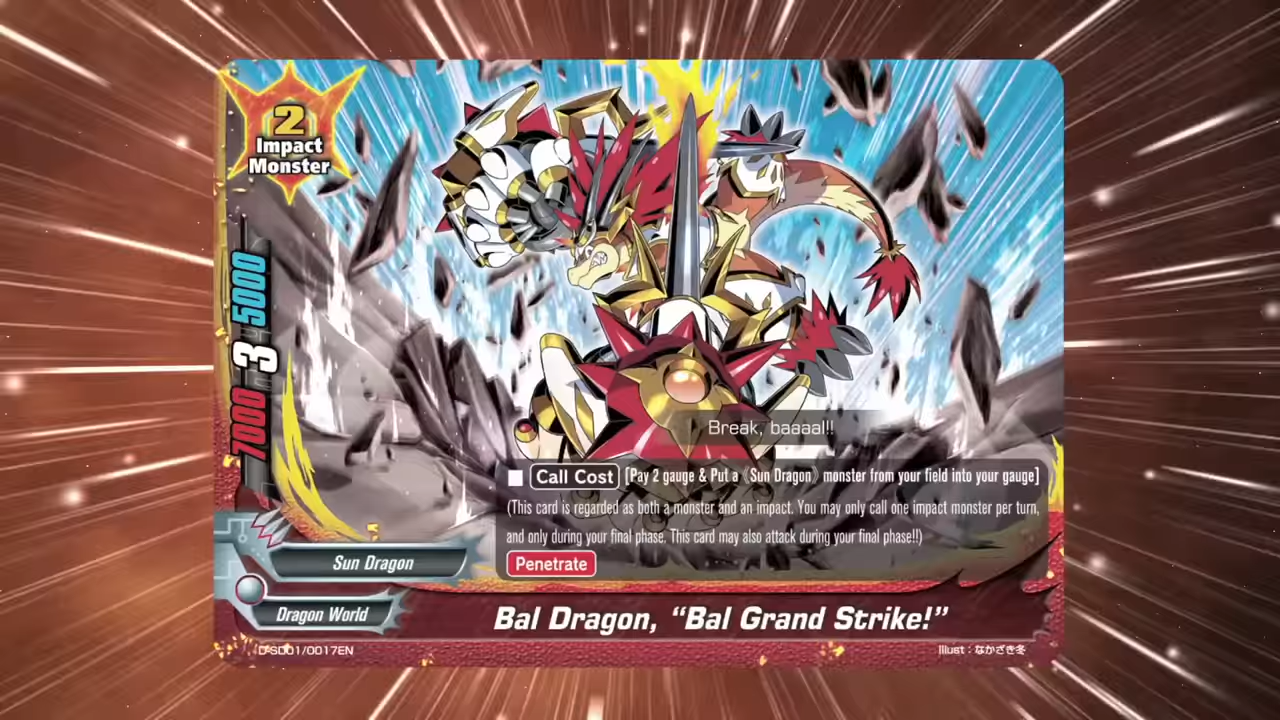 2
Impact
Monster
7000 3 5000
Break, baaaal!!
■ Call Cost [Pay 2 gauge & Put a 《Sun Dragon》 monster from your field into your gauge]
(This card is regarded as both a monster and an impact. You may only call one impact monster per turn,
and only during your final phase. This card may also attack during your final phase!!)
Penetrate
Sun Dragon
Dragon World
Bal Dragon, “Bal Grand Strike!”
D-SD01/0017EN
Illust : なかざき冬